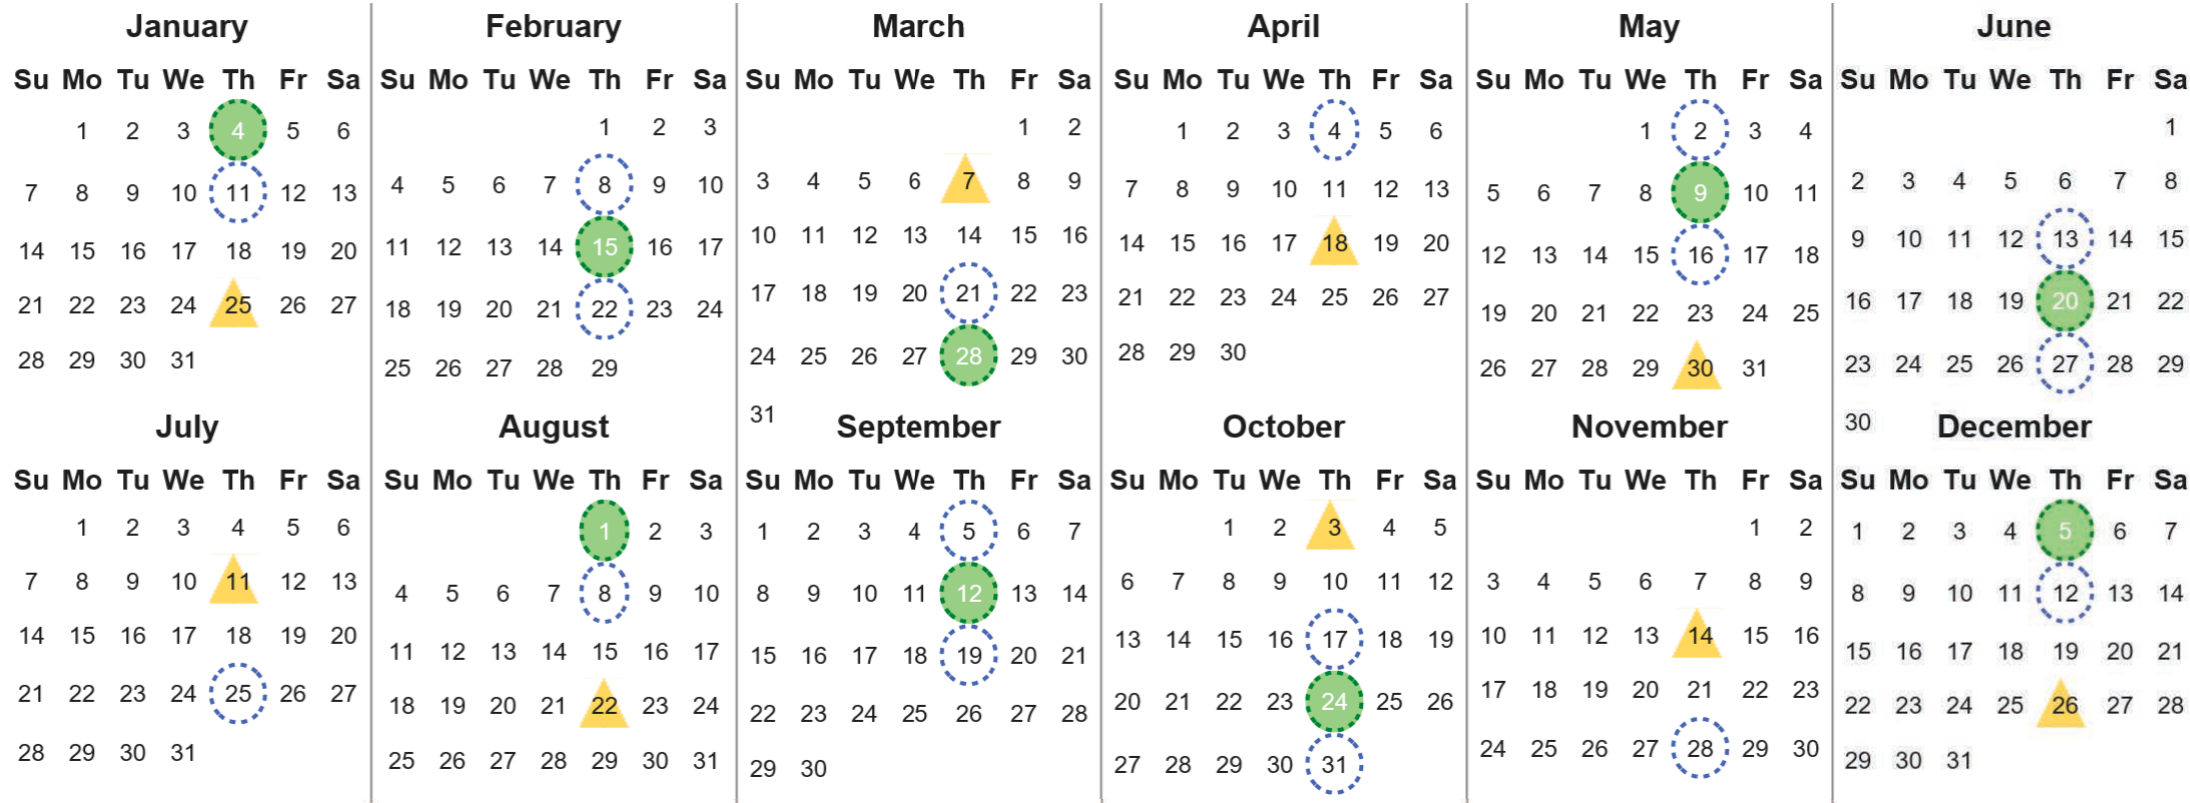 January
Su Mo Tu We Th Fr Sa
1 2 3 4 5 6
7 8 9 10 11 12 13
14 15 16 17 18 19 20
21 22 23 24 25 26 27
28 29 30 31
February
Su Mo Tu We Th Fr Sa
1 2 3
4 5 6 7 8 9 10
11 12 13 14 15 16 17
18 19 20 21 22 23 24
25 26 27 28 29
March
Su Mo Tu We Th Fr Sa
1 2
3 4 5 6 7 8 9
10 11 12 13 14 15 16
17 18 19 20 21 22 23
24 25 26 27 28 29 30
31
April
Su Mo Tu We Th Fr Sa
1 2 3 4 5 6
7 8 9 10 11 12 13
14 15 16 17 18 19 20
21 22 23 24 25 26 27
28 29 30
May
Su Mo Tu We Th Fr Sa
1 2 3 4
5 6 7 8 9 10 11
12 13 14 15 16 17 18
19 20 21 22 23 24 25
26 27 28 29 30 31
June
Su Mo Tu We Th Fr Sa
1
2 3 4 5 6 7 8
9 10 11 12 13 14 15
16 17 18 19 20 21 22
23 24 25 26 27 28 29
30
July
Su Mo Tu We Th Fr Sa
1 2 3 4 5 6
7 8 9 10 11 12 13
14 15 16 17 18 19 20
21 22 23 24 25 26 27
28 29 30 31
August
Su Mo Tu We Th Fr Sa
1 2 3
4 5 6 7 8 9 10
11 12 13 14 15 16 17
18 19 20 21 22 23 24
25 26 27 28 29 30 31
September
Su Mo Tu We Th Fr Sa
1 2 3 4 5 6 7
8 9 10 11 12 13 14
15 16 17 18 19 20 21
22 23 24 25 26 27 28
29 30
October
Su Mo Tu We Th Fr Sa
1 2 3 4 5
6 7 8 9 10 11 12
13 14 15 16 17 18 19
20 21 22 23 24 25 26
27 28 29 30 31
November
Su Mo Tu We Th Fr Sa
1 2
3 4 5 6 7 8 9
10 11 12 13 14 15 16
17 18 19 20 21 22 23
24 25 26 27 28 29 30
December
Su Mo Tu We Th Fr Sa
1 2 3 4 5 6 7
8 9 10 11 12 13 14
15 16 17 18 19 20 21
22 23 24 25 26 27 28
29 30 31